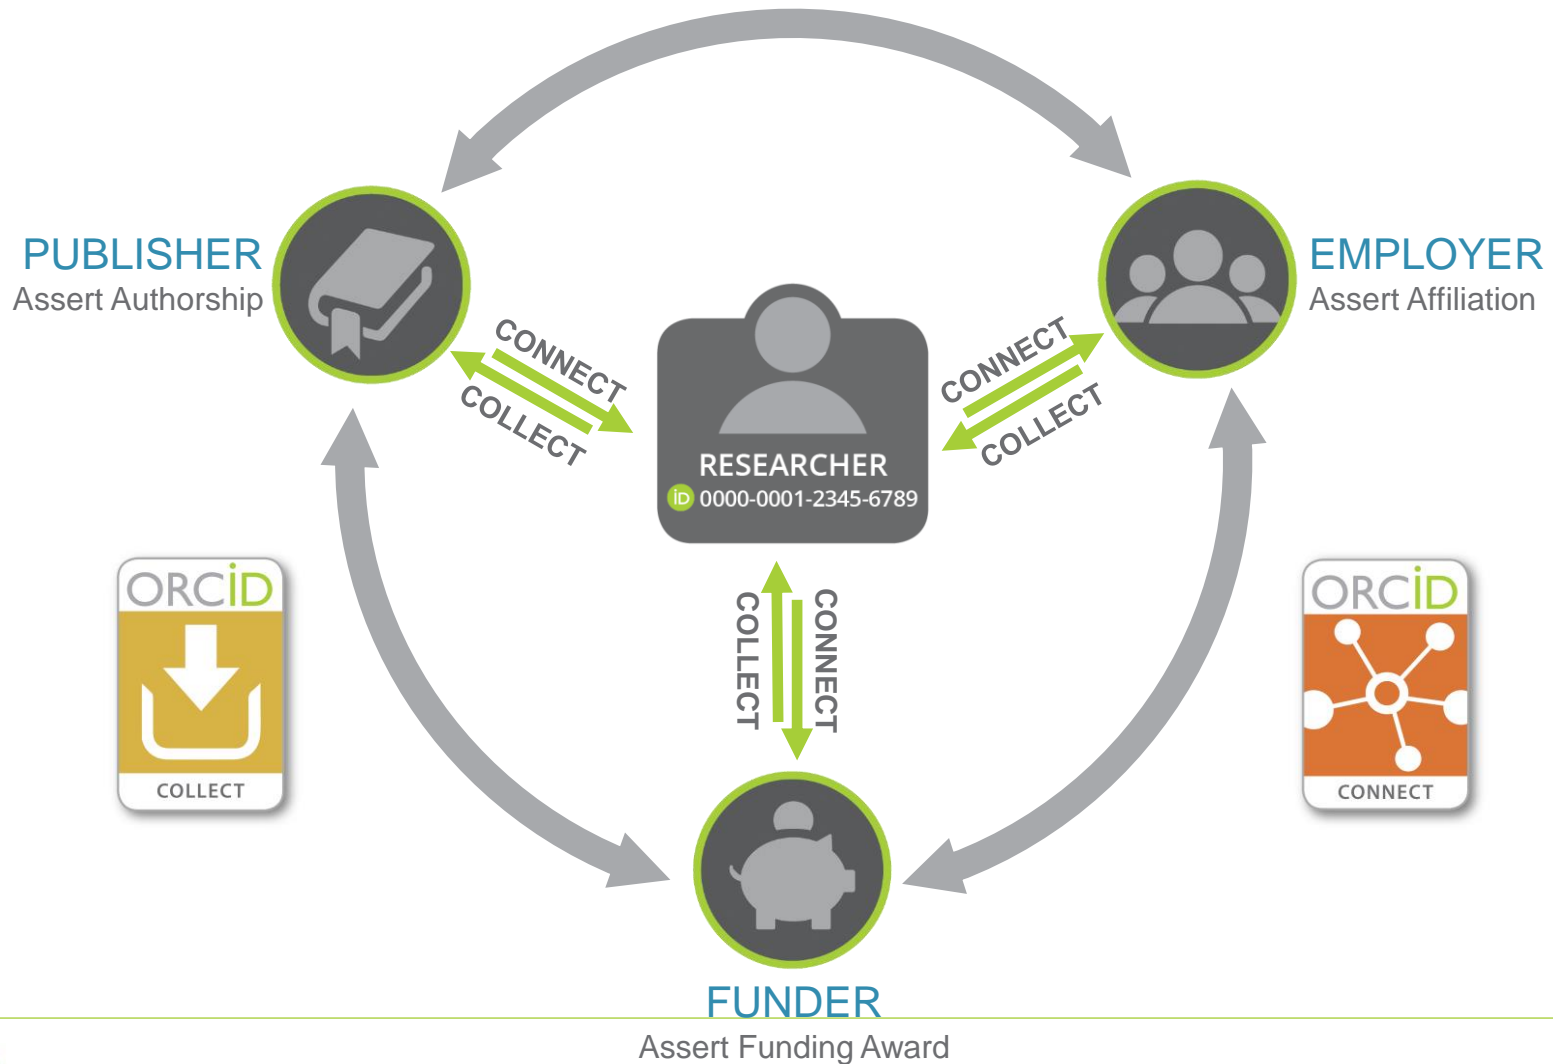 PUBLISHER
Assert Authorship
EMPLOYER
Assert Affiliation
CONNECT
COLLECT
CONNECT
COLLECT
RESEARCHER
iD 0000-0001-2345-6789
COLLECT
CONNECT
ORCiD
COLLECT
ORCiD
CONNECT
FUNDER
Assert Funding Award